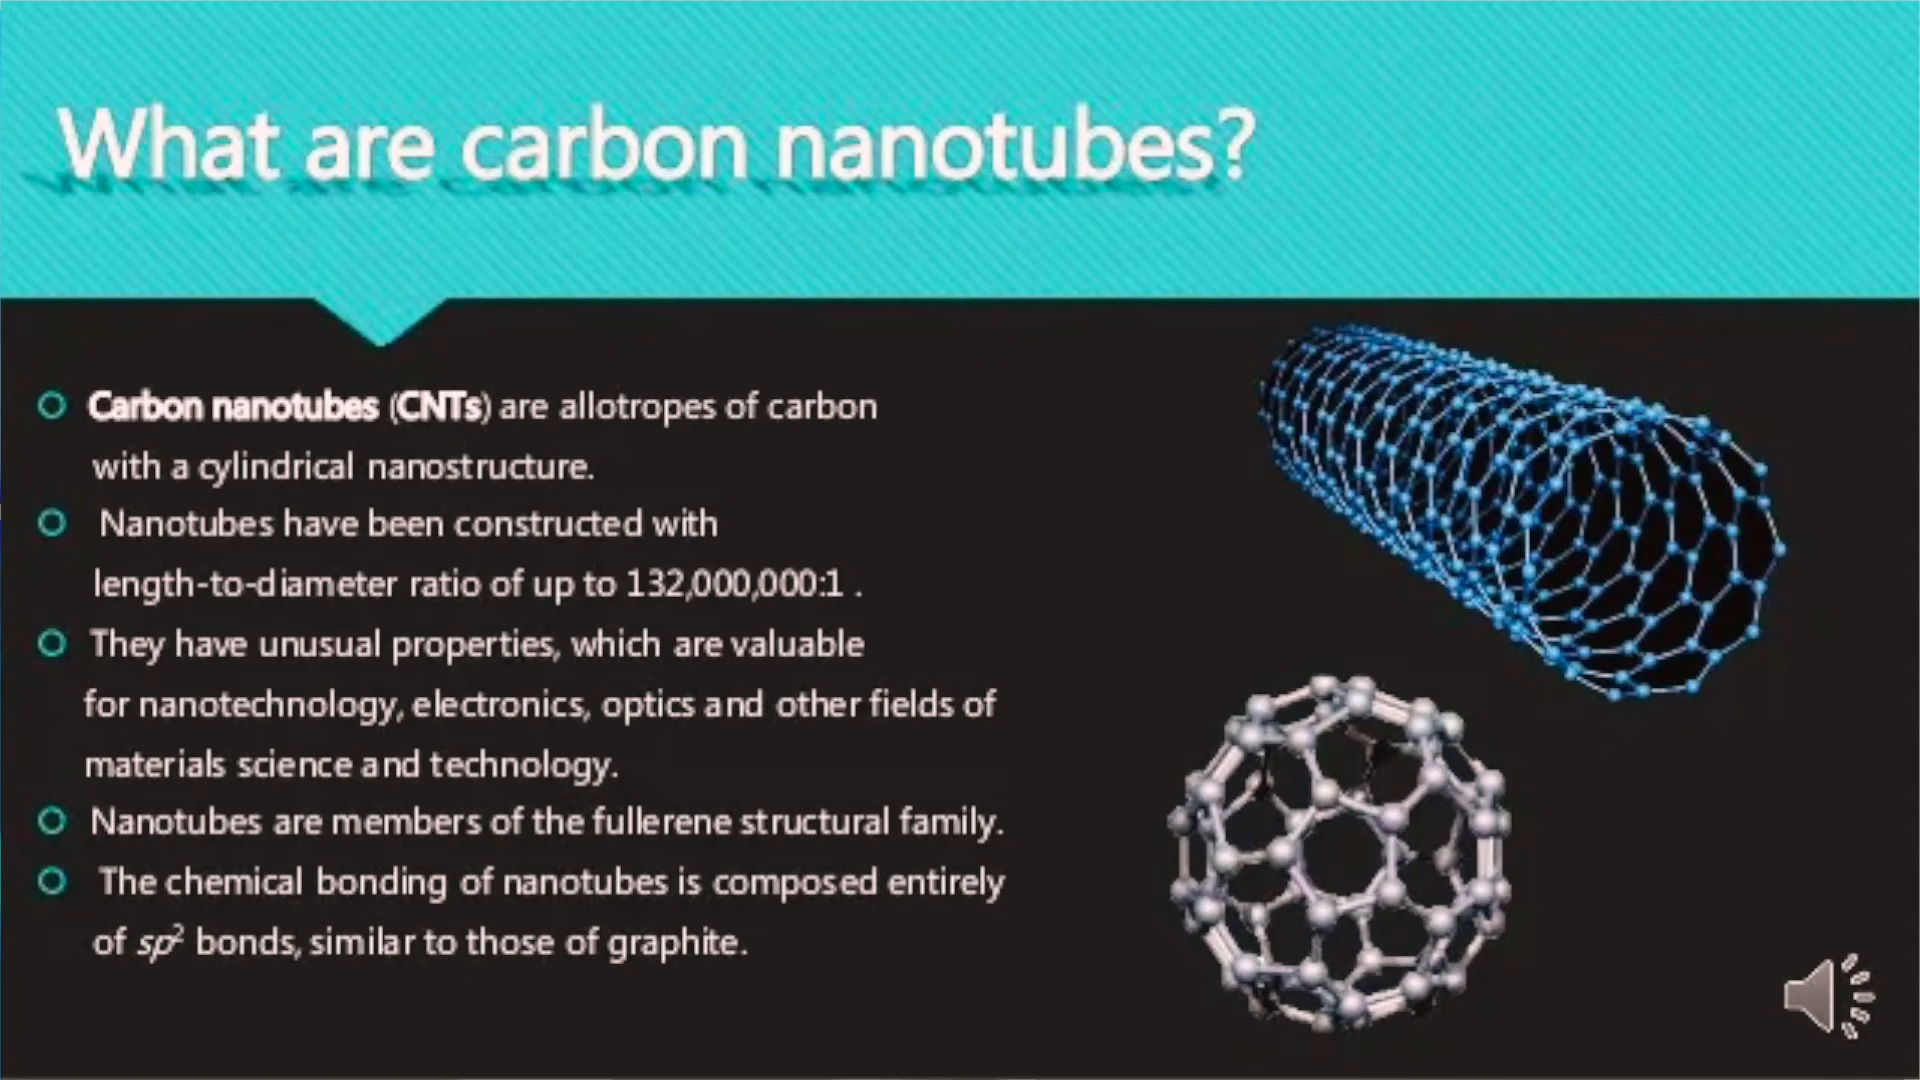 What are carbon nanotubes?
Carbon nanotubes (CNTs) are allotropes of carbon
with a cylindrical nanostructure.
Nanotubes have been constructed with
length-to-diameter ratio of up to 132,000,000:1 .
They have unusual properties, which are valuable
for nanotechnology, electronics, optics and other fields of
materials science and technology.
Nanotubes are members of the fullerene structural family.
The chemical bonding of nanotubes is composed entirely
of sp² bonds, similar to those of graphite.